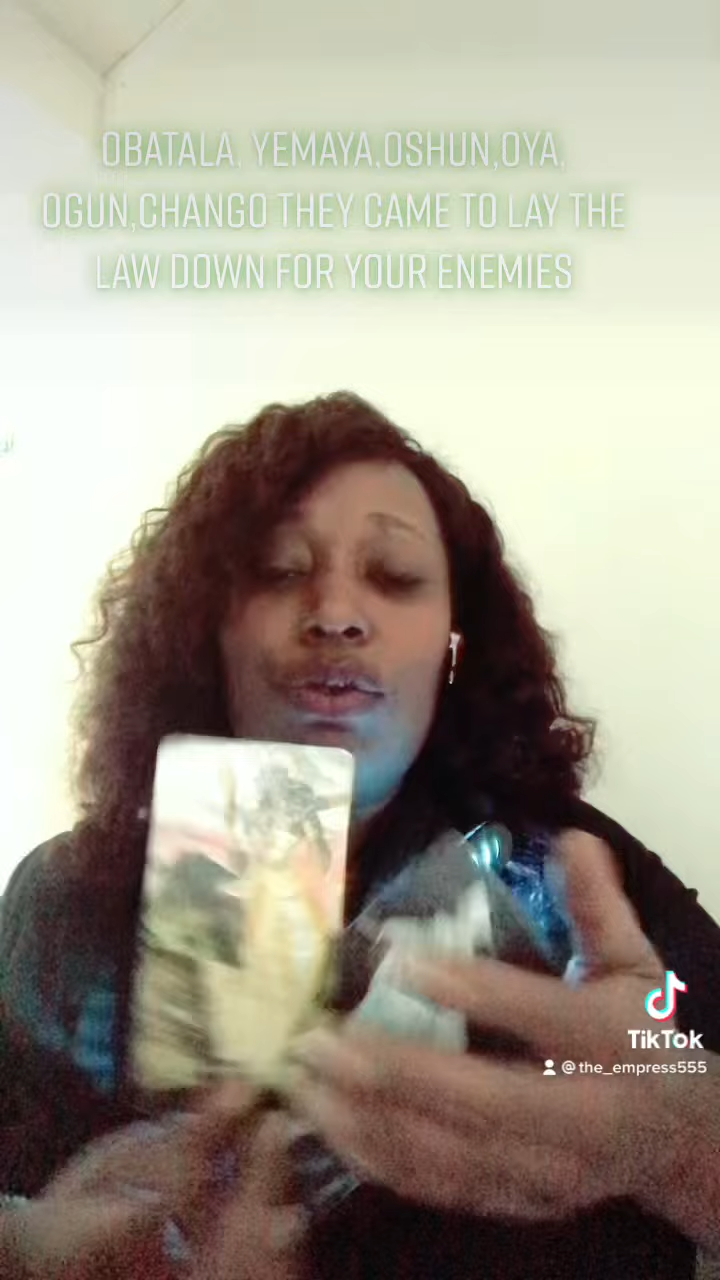 OBATALA, YEMAYA,OSHUN,OYA,
OGUN,CHANGO THEY CAME TO LAY THE
LAW DOWN FOR YOUR ENEMIES
TikTok
@the_empress555